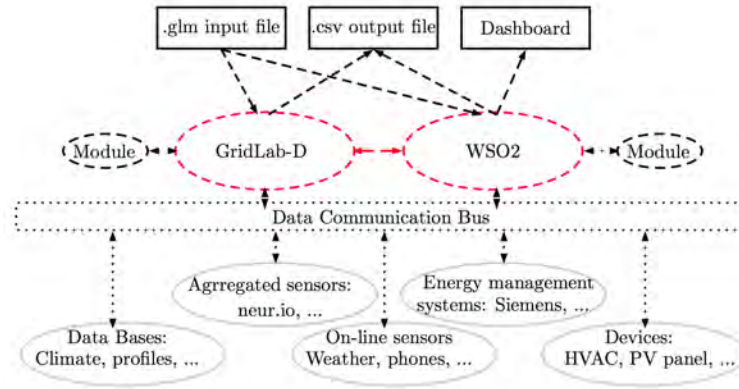 .glm input file
.csv output file
Dashboard
Module
GridLab-D
WSO2
Module
Data Communication Bus
Agrregated sensors:
neur.io, ...
Energy management
systems: Siemens, ...
Data Bases:
Climate, profiles, ...
On-line sensors
Weather, phones, ...
Devices:
HVAC, PV panel, ...